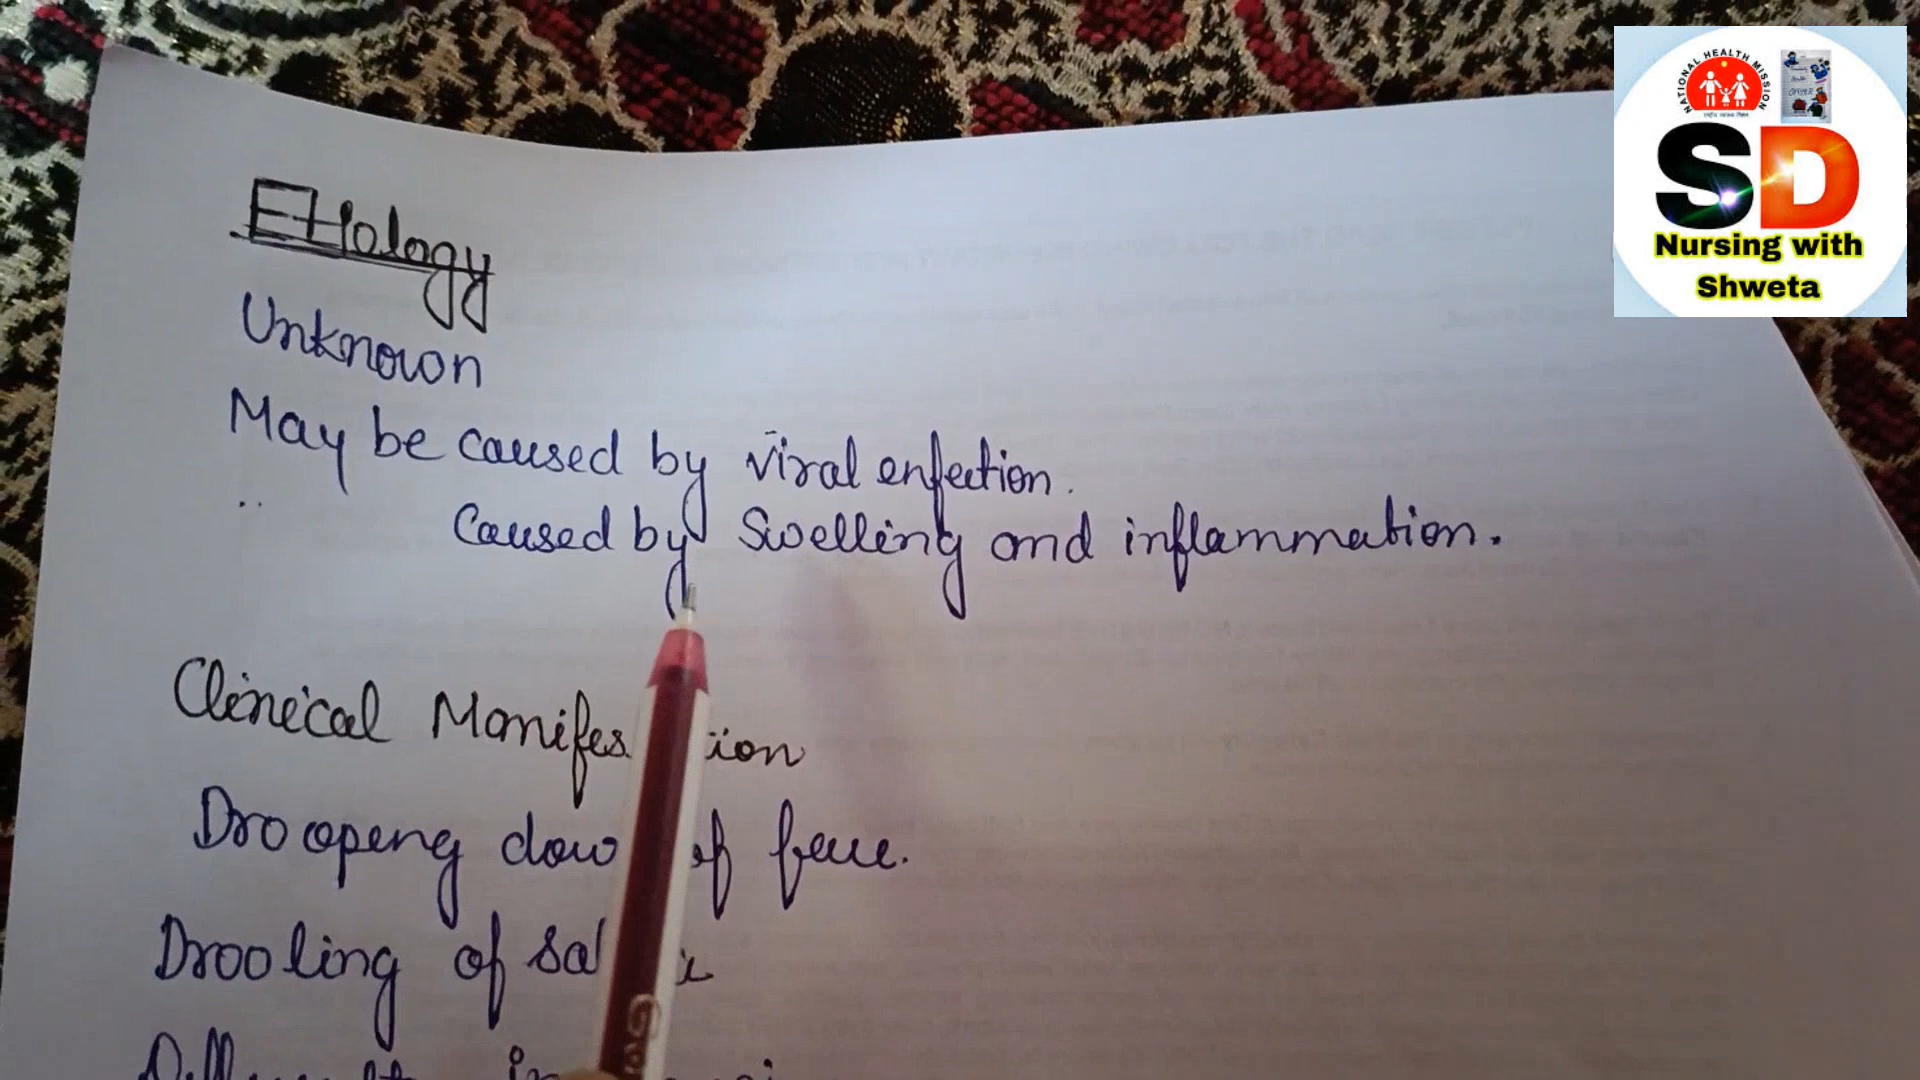 Etiology
Unknown
May be caused by viral enfection.
.. Caused by Swelling and inflammation.
Clinical Manifes ion
Droopeng dow of face.
Drooling of sal
NATIONAL HEALTH MISSION
SD
Nursing with
Shweta